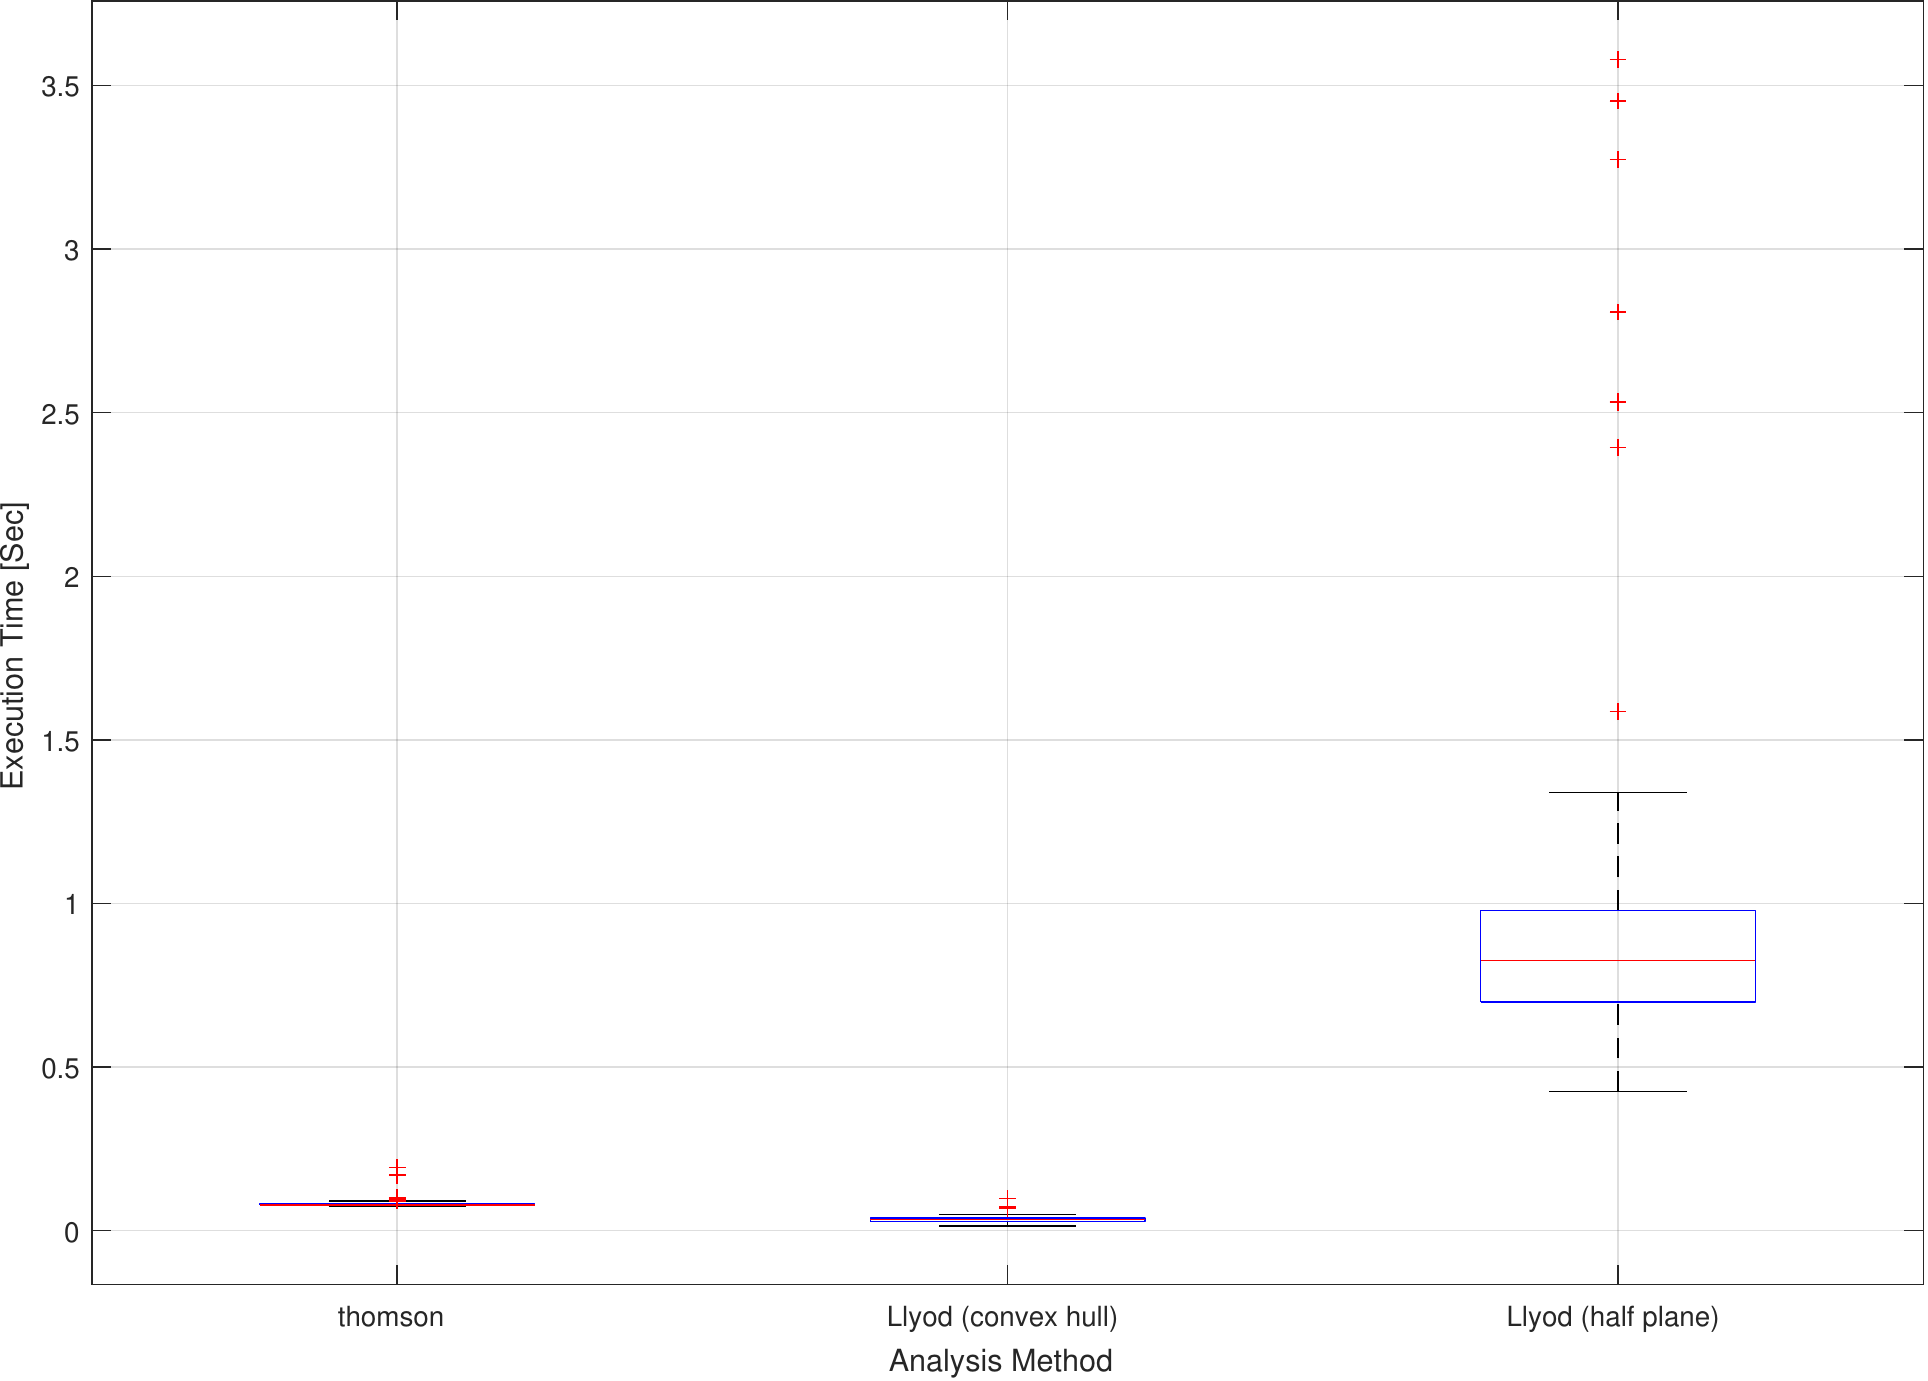 3.5
3
2.5
2
1.5
1
0.5
0
Execution Time [Sec]
thomson
Llyod (convex hull)
Llyod (half plane)
Analysis Method